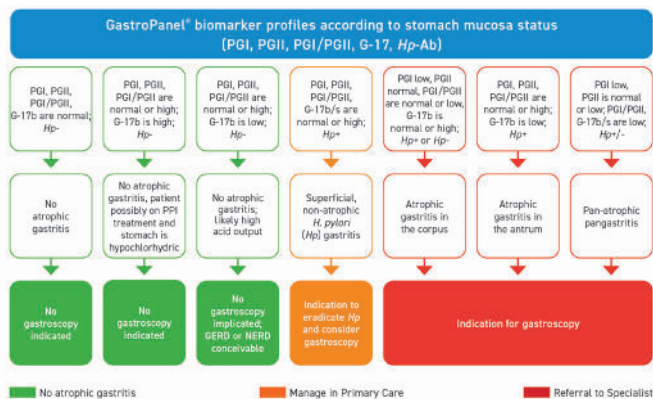 GastroPanel® biomarker profiles according to stomach mucosa status
(PGI, PGII, PGI/PGII, G-17, Hp-Ab)
PGI, PGII,
PGI/PGII,
G-17b are normal;
Hp-
PGI, PGII,
PGI/PGII are
normal or high;
G-17b is high;
Hp-
PGI, PGII,
PGI/PGII are
normal or high;
G-17b is low;
Hp-
PGI, PGII,
PGI/PGII,
G-17b/s are
normal or high;
Hp+
PGI low, PGII
normal, PGI/PGII
are normal or low,
G-17b is
normal or high;
Hp+ or Hp-
PGI, PGII,
PGI/PGII are
normal or high;
G-17b is low;
Hp+
PGI low,
PGII is normal
or low; PGI/PGII,
G-17b/s are low;
Hp+/-
No
atrophic
gastritis
No atrophic
gastritis, patient
possibly on PPI
treatment and
stomach is
hypochlorhydric
No atrophic
gastritis;
likely high
acid output
Superficial,
non-atrophic
H. pylori
(Hp) gastritis
Atrophic
gastritis in
the corpus
Atrophic
gastritis in
the antrum
Pan-atrophic
pangastritis
No
gastroscopy
indicated
No
gastroscopy
indicated
No
gastroscopy
implicated;
GERD or NERD
conceivable
Indication to
eradicate Hp
and consider
gastroscopy
Indication for gastroscopy
No atrophic gastritis
Manage in Primary Care
Referral to Specialist